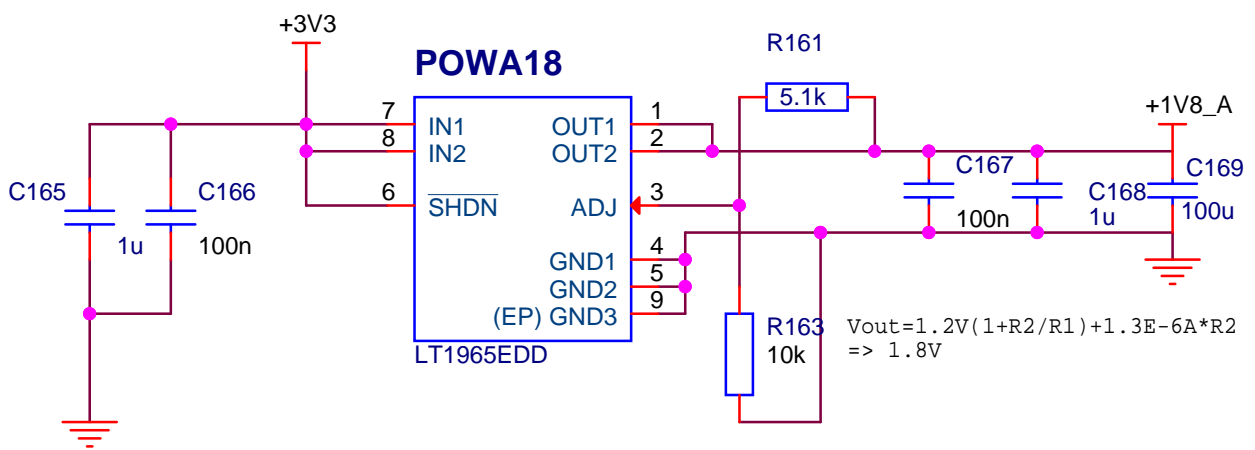 +3V3
R161
POWA18
5.1k
+1V8_A
7
IN1
OUT1
1
8
IN2
OUT2
2
C165
C166
6
SHDN
ADJ
3
C167
C168
C169
1u
100n
100n
1u
100u
GND1
4
GND2
5
(EP) GND3
9
LT1965EDD
R163
10k
Vout=1.2V(1+R2/R1)+1.3E-6A*R2
=> 1.8V